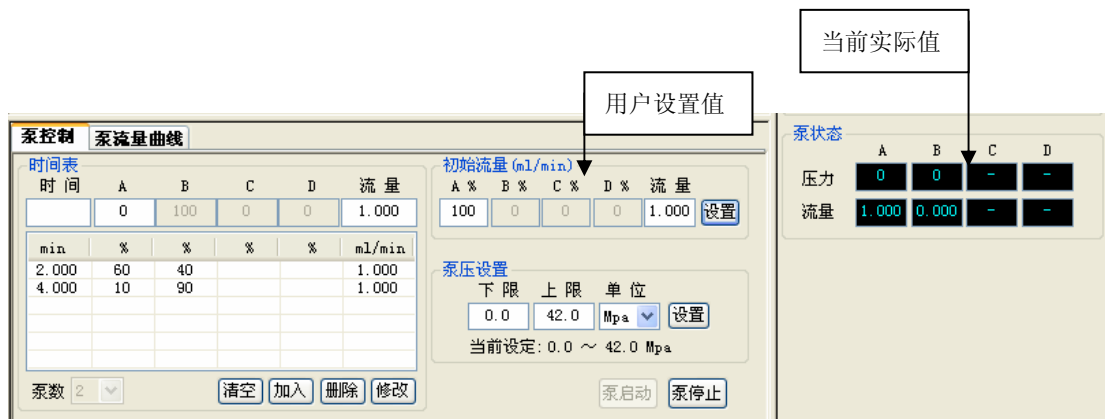 当前实际值
用户设置值
泵控制 泵流量曲线
时间表
时 间 A B C D 流 量
0 100 0 0 1.000
min % % % % ml/min
2.000 60 40 1.000
4.000 10 90 1.000
泵数 2 清空 加入 删除 修改
初始流量(ml/min)
A % B % C % D % 流 量
100 0 0 0 1.000 设置
泵压设置
下 限 上 限 单 位
0.0 42.0 Mpa 设置
当前设定: 0.0 ～ 42.0 Mpa
泵启动 泵停止
泵状态
A B C D
压力 0 0 - -
流量 1.000 0.000 - -